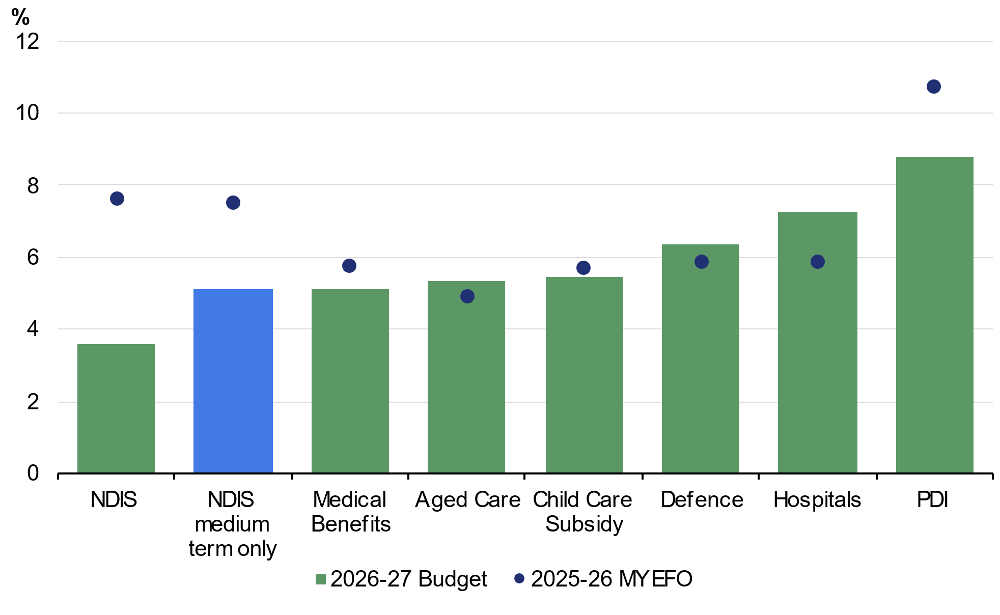 %
12
10
8
6
4
2
0
NDIS
NDIS
medium
term only
Medical
Benefits
Aged Care
Child Care
Subsidy
Defence
Hospitals
PDI
2026-27 Budget
2025-26 MYEFO